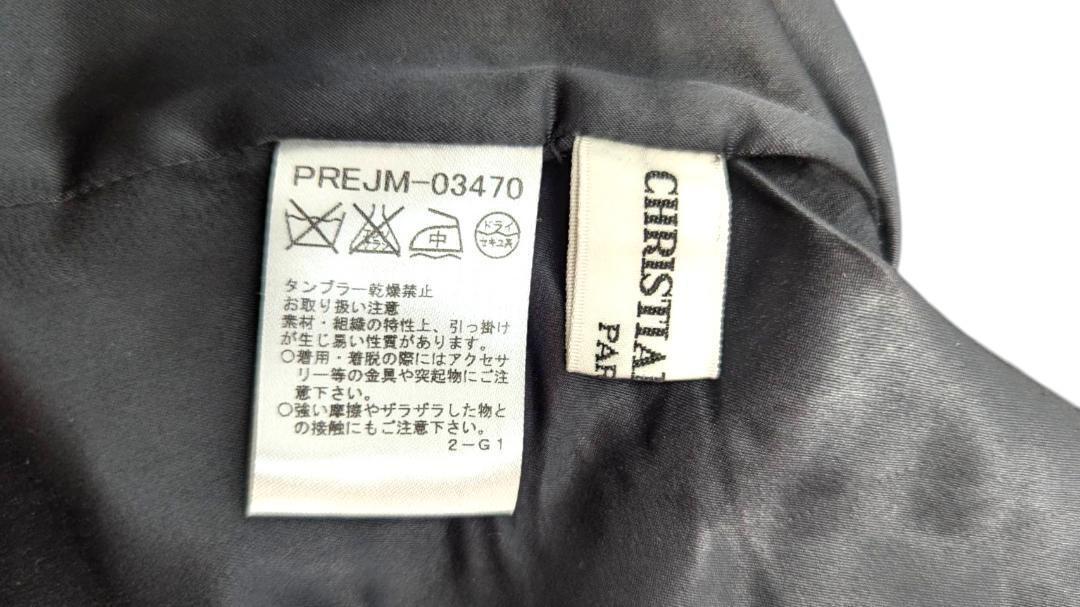 PREJM-03470
中
ドライ
セキユ系
タンブラー乾燥禁止
お取り扱い注意
素材・組織の特性上、引っ掛け
が生じ易い性質があります。
○着用・着脱の際にはアクセサ
リー等の金具や突起物にご注
意下さい。
○強い摩擦やザラザラした物と
の接触にもご注意下さい。
2-G1
CHRISTIA
PAR